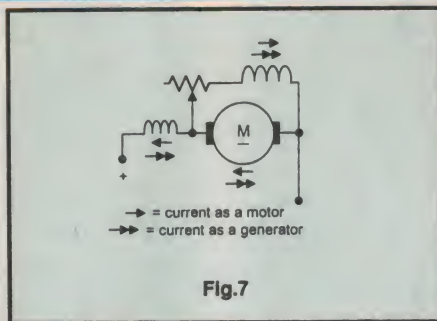 M
+
= current as a motor
= current as a generator
Fig.7